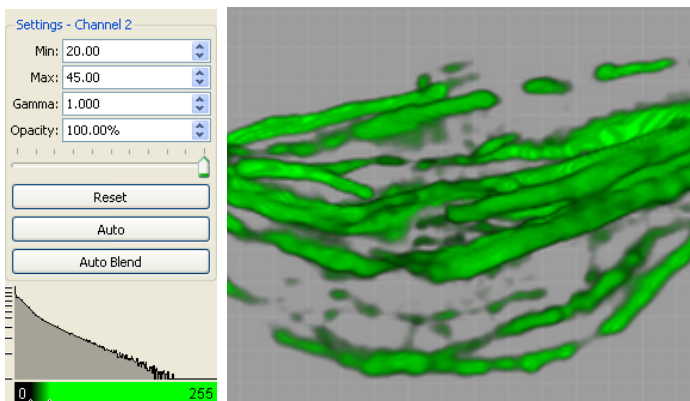 Settings - Channel 2
Min: 20.00
Max: 45.00
Gamma: 1.000
Opacity: 100.00%
Reset
Auto
Auto Blend
0 255